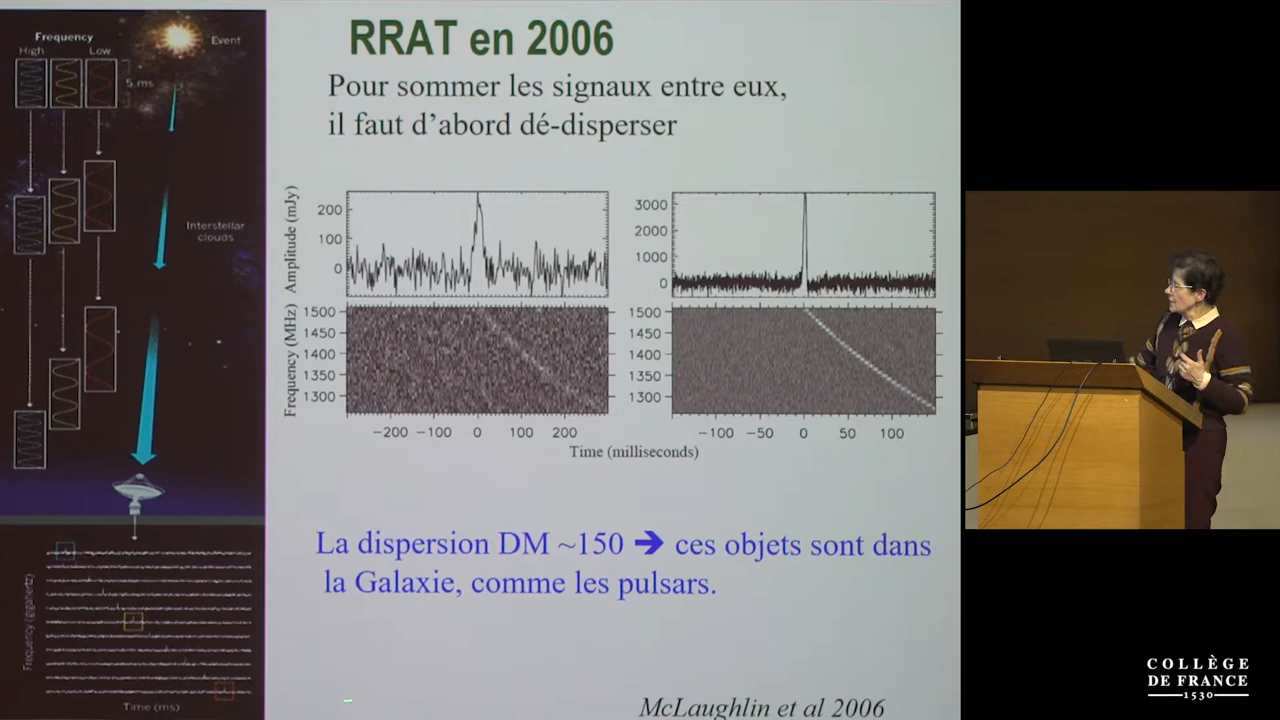 RRAT en 2006
Pour sommer les signaux entre eux,
il faut d’abord dé-disperser
Frequency
High Low
Event
5 ms
Interstellar
clouds
Frequency (gigahertz)
Time (ms)
Amplitude (mJy)
200
100
0
3000
2000
1000
0
Frequency (MHz)
1500
1450
1400
1350
1300
1500
1450
1400
1350
1300
−200 −100 0 100 200
−100 −50 0 50 100
Time (milliseconds)
La dispersion DM ~150 ➔ ces objets sont dans
la Galaxie, comme les pulsars.
McLaughlin et al 2006
COLLÈGE
DE FRANCE
1530